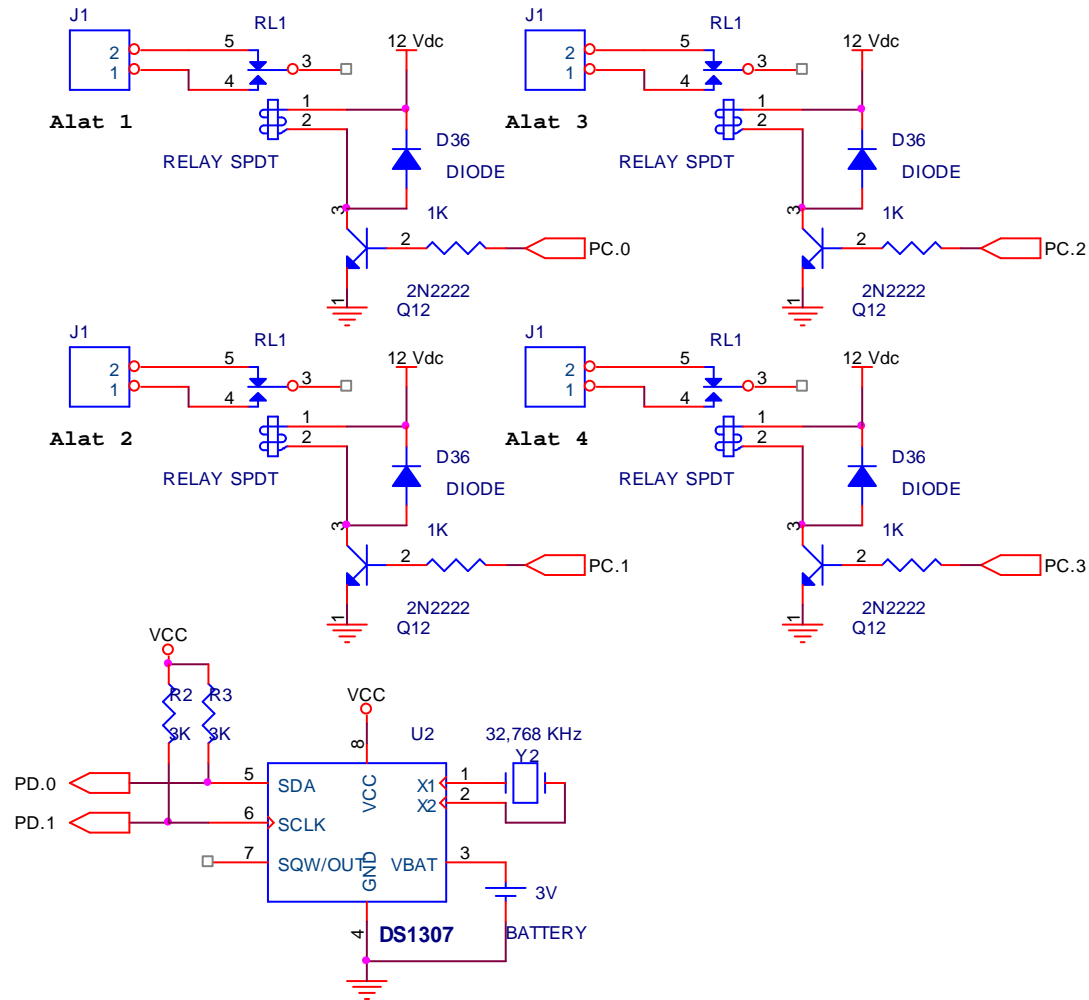 J1
RL1
12 Vdc
2
1
5
4
3
1
2
Alat 1
RELAY SPDT
D36
DIODE
3
1K
2
PC.0
1
2N2222
Q12
J1
RL1
12 Vdc
2
1
5
4
3
1
2
Alat 3
RELAY SPDT
D36
DIODE
3
1K
2
PC.2
1
2N2222
Q12
J1
RL1
12 Vdc
2
1
5
4
3
1
2
Alat 2
RELAY SPDT
D36
DIODE
3
1K
2
PC.1
1
2N2222
Q12
J1
RL1
12 Vdc
2
1
5
4
3
1
2
Alat 4
RELAY SPDT
D36
DIODE
3
1K
2
PC.3
1
2N2222
Q12
VCC
R2
R3
3K
3K
VCC
8
U2
32,768 KHz
Y2
PD.0
5
SDA
VCC
X1
1
X2
2
PD.1
6
SCLK
7
SQW/OUT
GND
VBAT
3
3V
4
DS1307
BATTERY